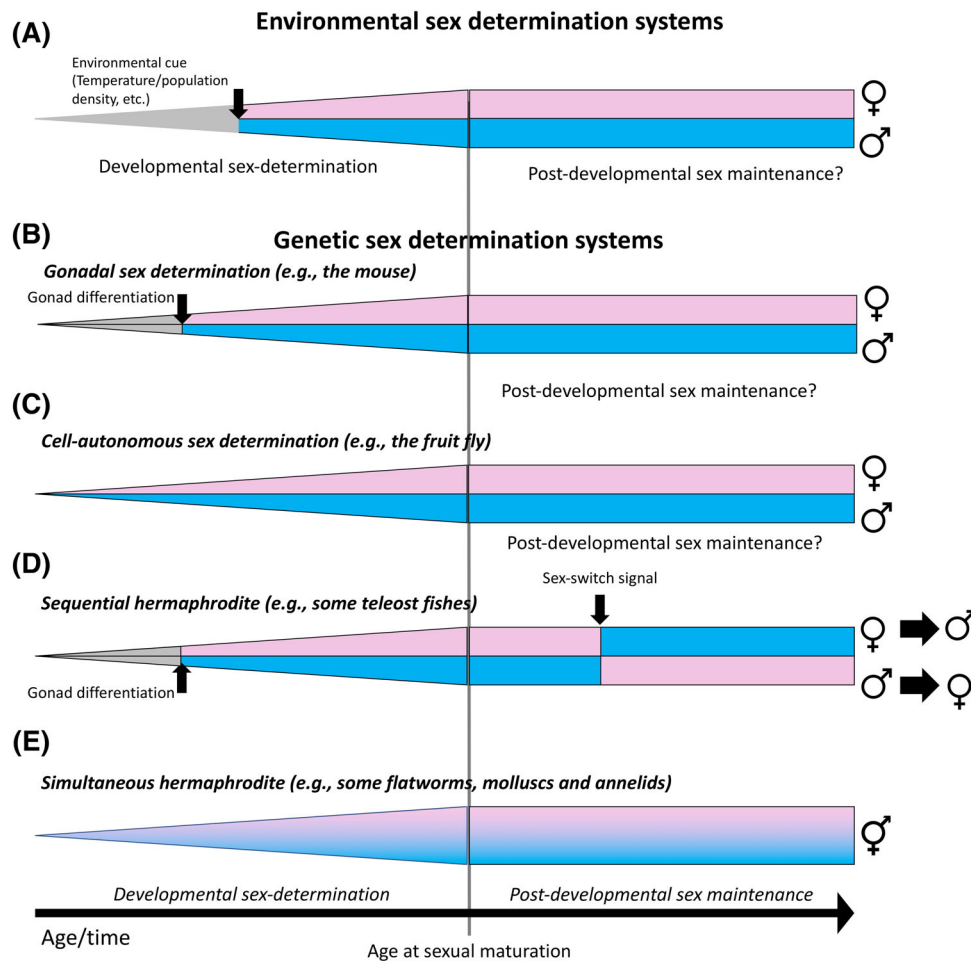 Environmental sex determination systems
(A)
Environmental cue
(Temperature/population
density, etc.)
♀
♂
Developmental sex-determination
Post-developmental sex maintenance?
(B)
Genetic sex determination systems
Gonadal sex determination (e.g., the mouse)
Gonad differentiation
♀
♂
Post-developmental sex maintenance?
(C)
Cell-autonomous sex determination (e.g., the fruit fly)
♀
♂
Post-developmental sex maintenance?
(D)
Sex-switch signal
Sequential hermaphrodite (e.g., some teleost fishes)
♀ ♂
♂ ♀
Gonad differentiation
(E)
Simultaneous hermaphrodite (e.g., some flatworms, molluscs and annelids)
⚥
Developmental sex-determination
Post-developmental sex maintenance
Age/time
Age at sexual maturation